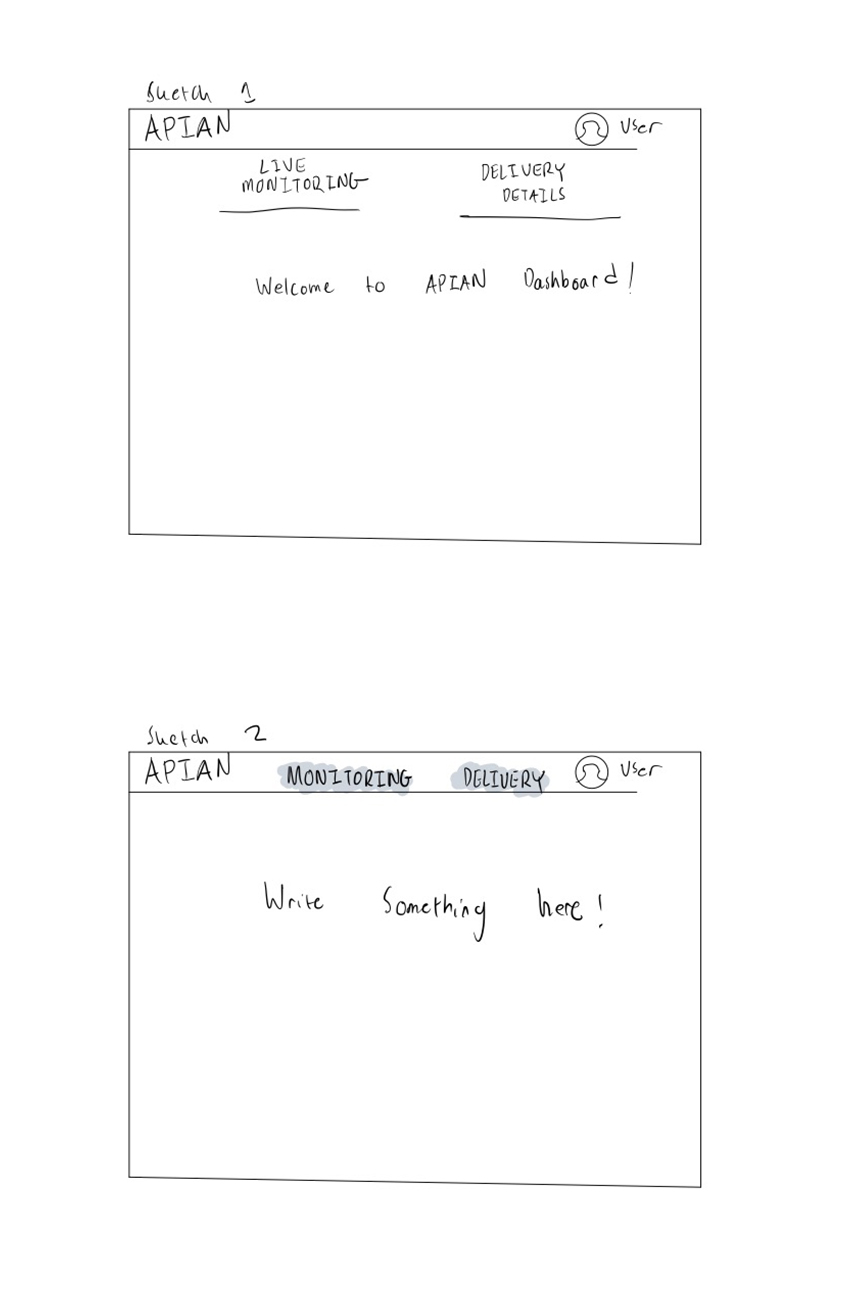 Sketch 1
APIAN User
LIVE
MONITORING
DELIVERY
DETAILS
Welcome to APIAN Dashboard!
Sketch 2
APIAN MONITORING DELIVERY User
Write Something here!